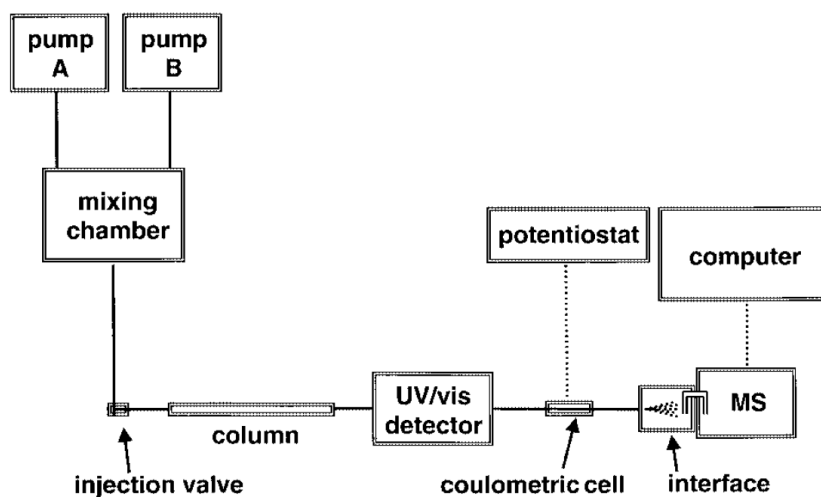 pump
A
pump
B
mixing
chamber
potentiostat
computer
UV/vis
detector
MS
column
injection valve
coulometric cell
interface